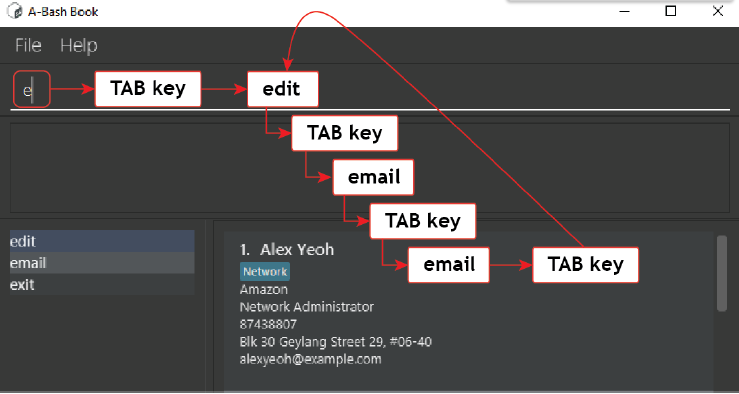 A-Bash Book
File Help
e TAB key edit
TAB key
email
TAB key
email TAB key
edit
email
exit
1. Alex Yeoh
Network
Amazon
Network Administrator
87438807
Blk 30 Geylang Street 29, #06-40
alexyeoh@example.com